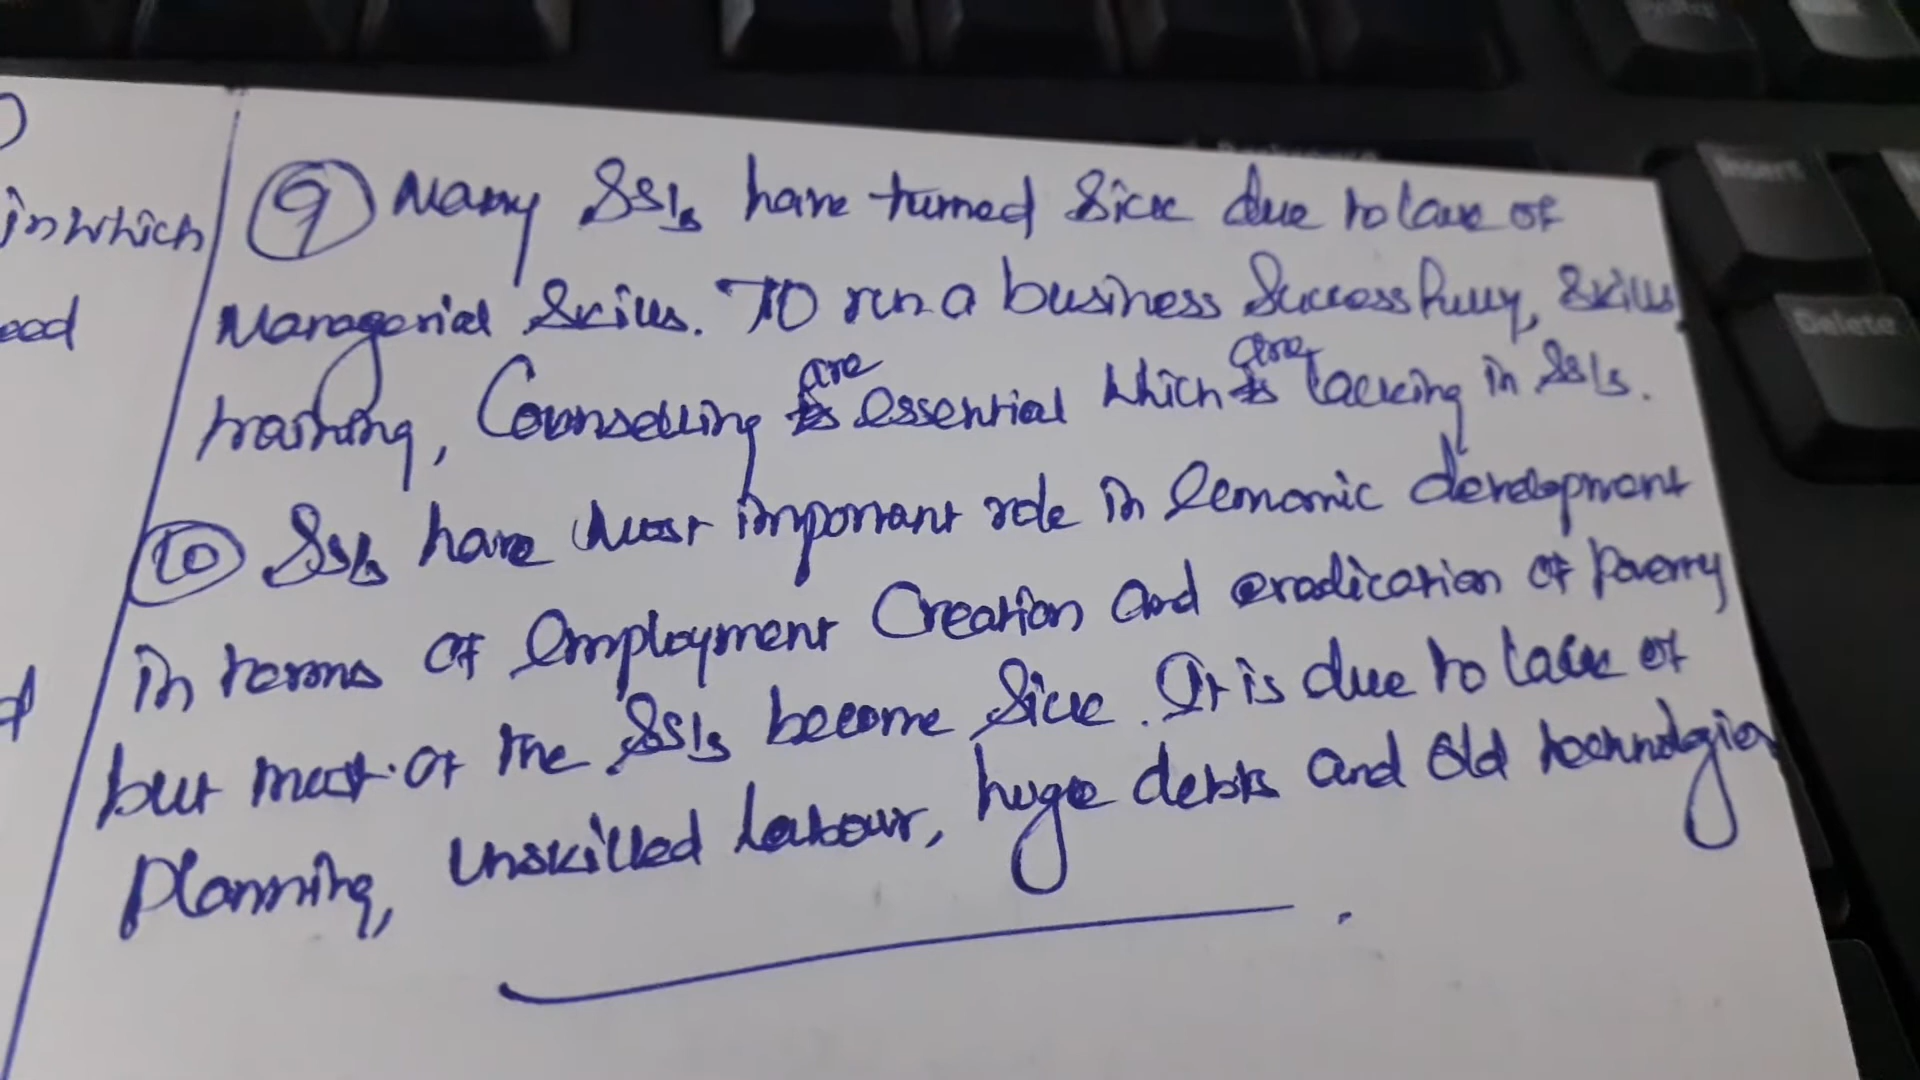 in which
eed
⑨ Many SSIs have turned Sick due to lack of
Managerial Skills. To run a business Successfully, Skills
training, Counselling are essential which are lacking in SSIs.
⑩ SSIs have most important role in Economic development
in terms of Employment Creation and eradication of Poverty
but most of the SSIs become Sick. It is due to lack of
Planning, Unskilled Labour, huge debts and old technologies
Insert
Delete